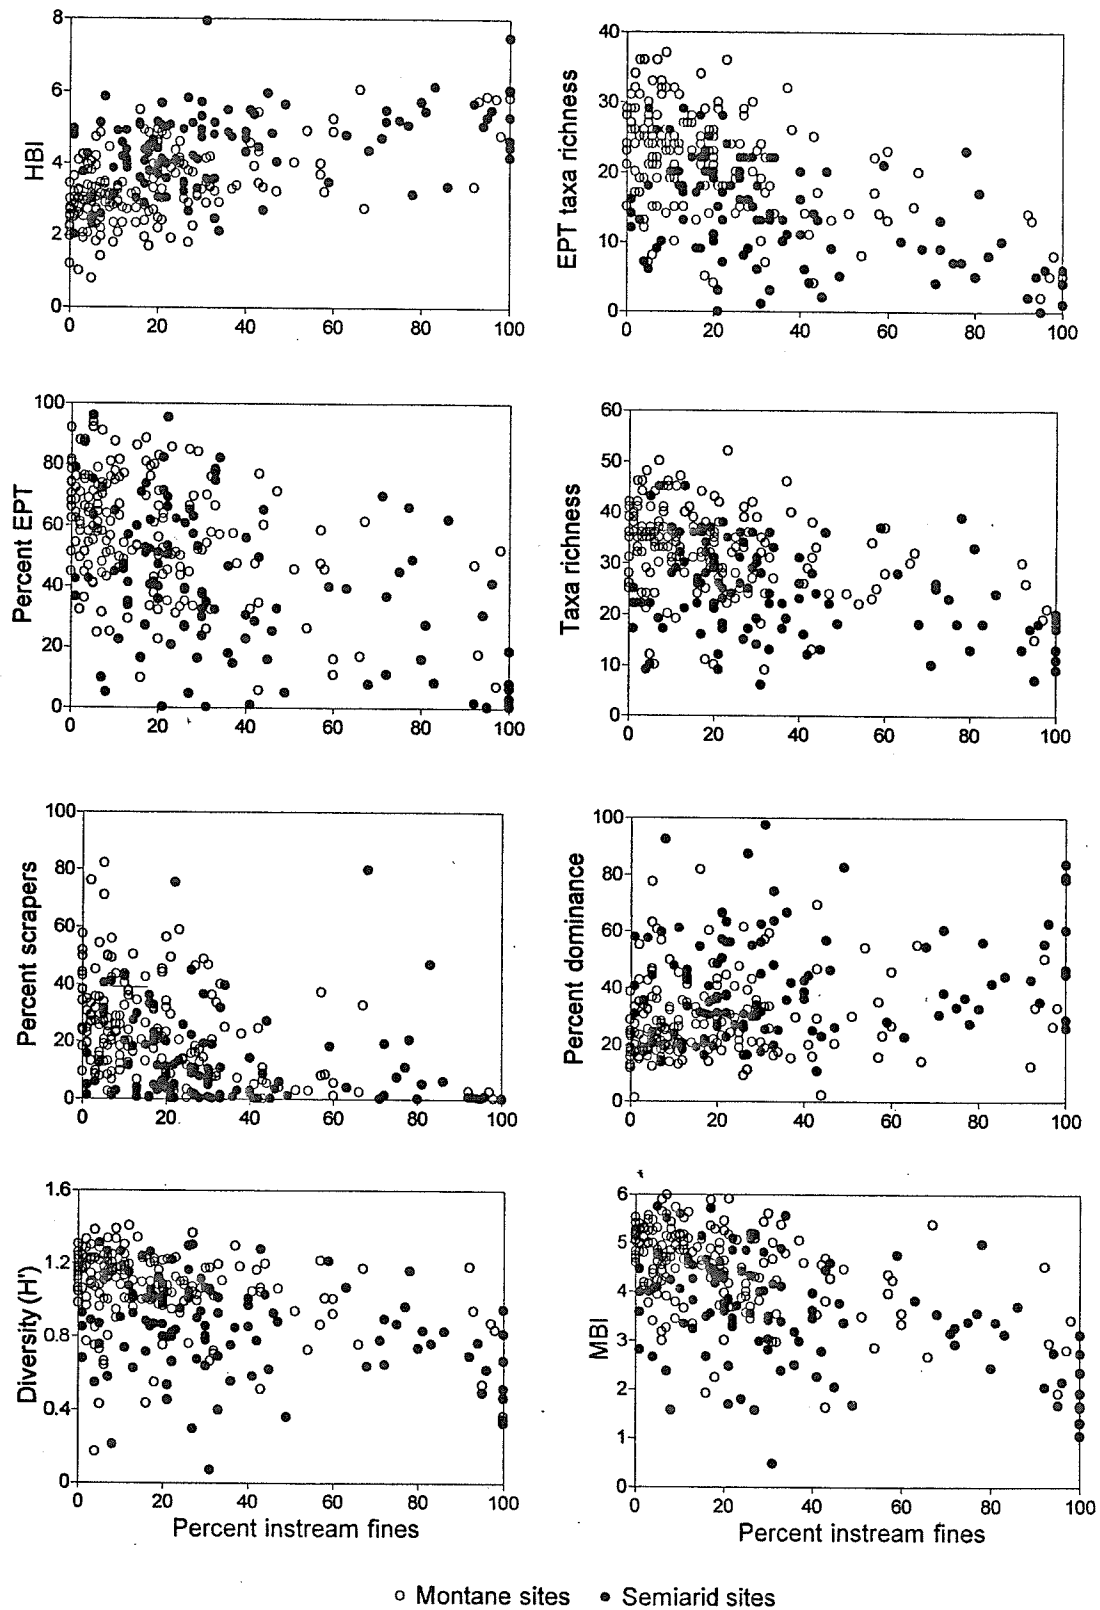 HBI
8
6
4
2
0
0 20 40 60 80 100
EPT taxa richness
40
30
20
10
0
0 20 40 60 80 100
Percent EPT
100
80
60
40
20
0
0 20 40 60 80 100
Taxa richness
60
50
40
30
20
10
0
0 20 40 60 80 100
Percent scrapers
100
80
60
40
20
0
0 20 40 60 80 100
Percent dominance
100
80
60
40
20
0
0 20 40 60 80 100
Diversity (H')
1.6
1.2
0.8
0.4
0
0 20 40 60 80 100
Percent instream fines
MBI
6
5
4
3
2
1
0
0 20 40 60 80 100
Percent instream fines
Montane sites Semiarid sites